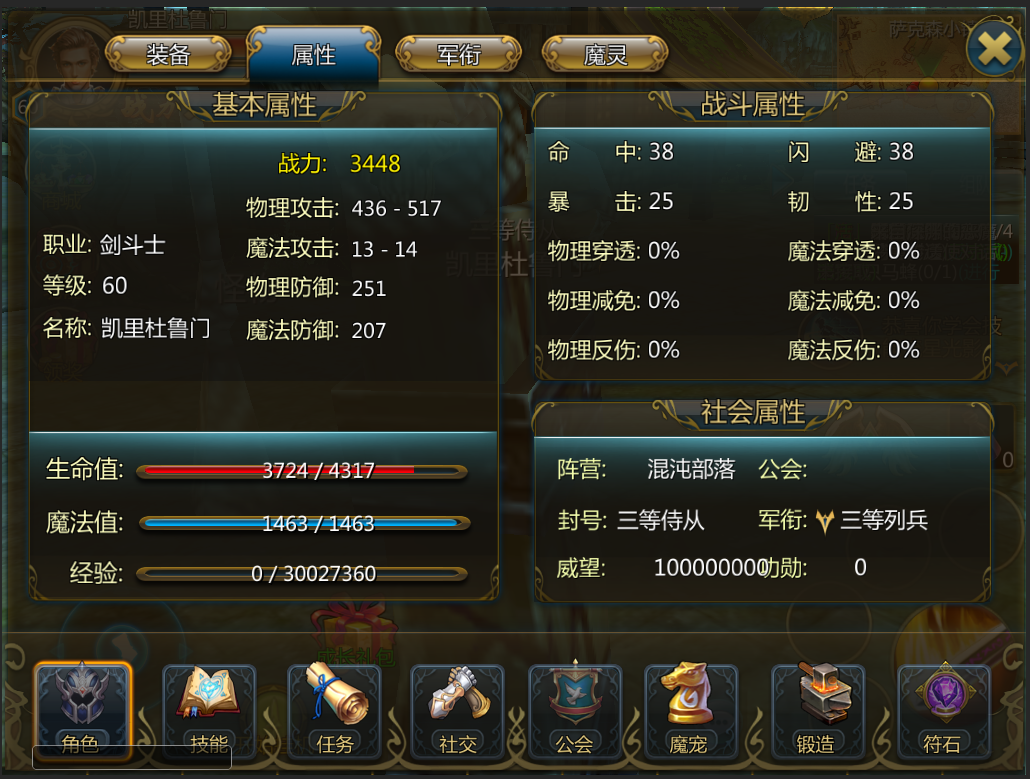 凯里杜鲁门
萨克森小
装备 属性 军衔 魔灵
基本属性
战力: 3448
物理攻击: 436 - 517
职业: 剑斗士
魔法攻击: 13 - 14
等级: 60
物理防御: 251
名称: 凯里杜鲁门
魔法防御: 207
生命值: 3724 / 4317
魔法值: 1463 / 1463
经验: 0 / 30027360
战斗属性
命 中: 38 闪 避: 38
暴 击: 25 韧 性: 25
物理穿透: 0% 魔法穿透: 0%
物理减免: 0% 魔法减免: 0%
物理反伤: 0% 魔法反伤: 0%
社会属性
阵营: 混沌部落 公会:
封号: 三等侍从 军衔: 三等列兵
威望: 100000000 功勋: 0
成长礼包
角色 技能 任务 社交 公会 魔宠 锻造 符石